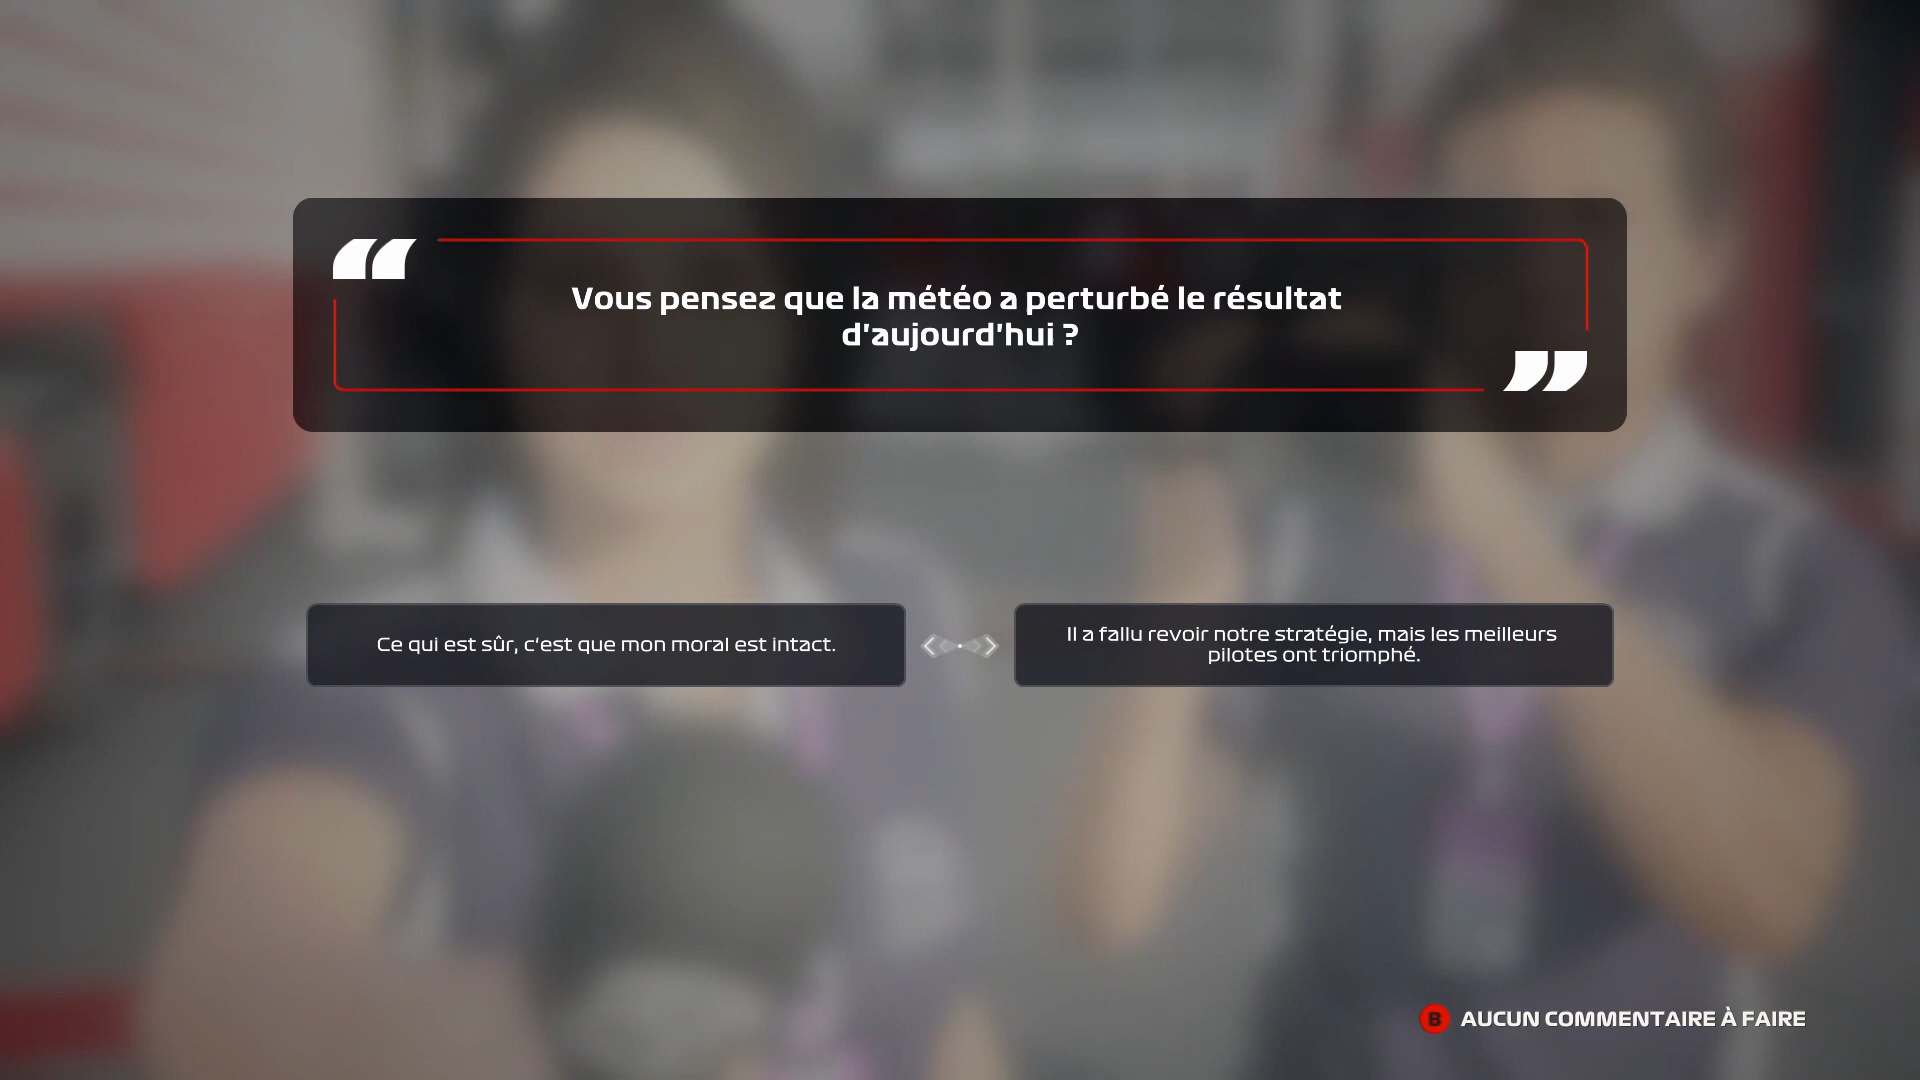 Vous pensez que la météo a perturbé le résultat
d'aujourd'hui ?
Ce qui est sûr, c'est que mon moral est intact.
Il a fallu revoir notre stratégie, mais les meilleurs
pilotes ont triomphé.
B AUCUN COMMENTAIRE À FAIRE